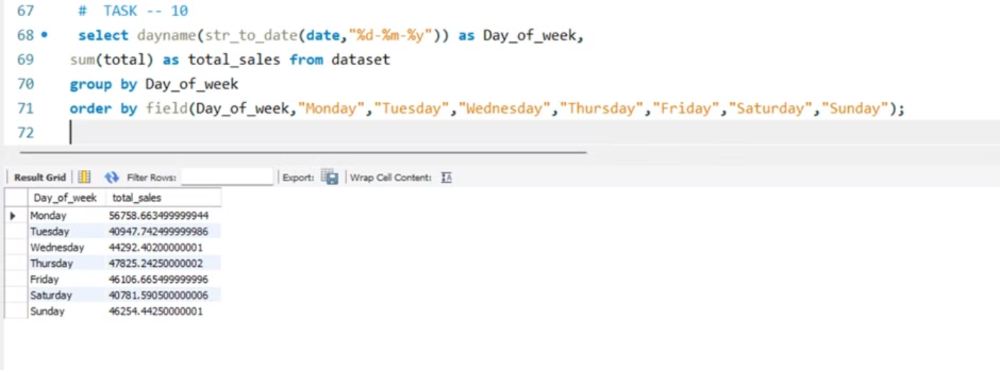 67 # TASK -- 10
68 select dayname(str_to_date(date,"%d-%m-%y")) as Day_of_week,
69 sum(total) as total_sales from dataset
70 group by Day_of_week
71 order by field(Day_of_week,"Monday","Tuesday","Wednesday","Thursday","Friday","Saturday","Sunday");
72
Result Grid Filter Rows: Export: Wrap Cell Content:
Day_of_week total_sales
Monday 56758.663499999944
Tuesday 40947.742499999986
Wednesday 44292.40200000001
Thursday 47825.24250000002
Friday 46106.665499999996
Saturday 40781.590500000006
Sunday 46254.44250000001